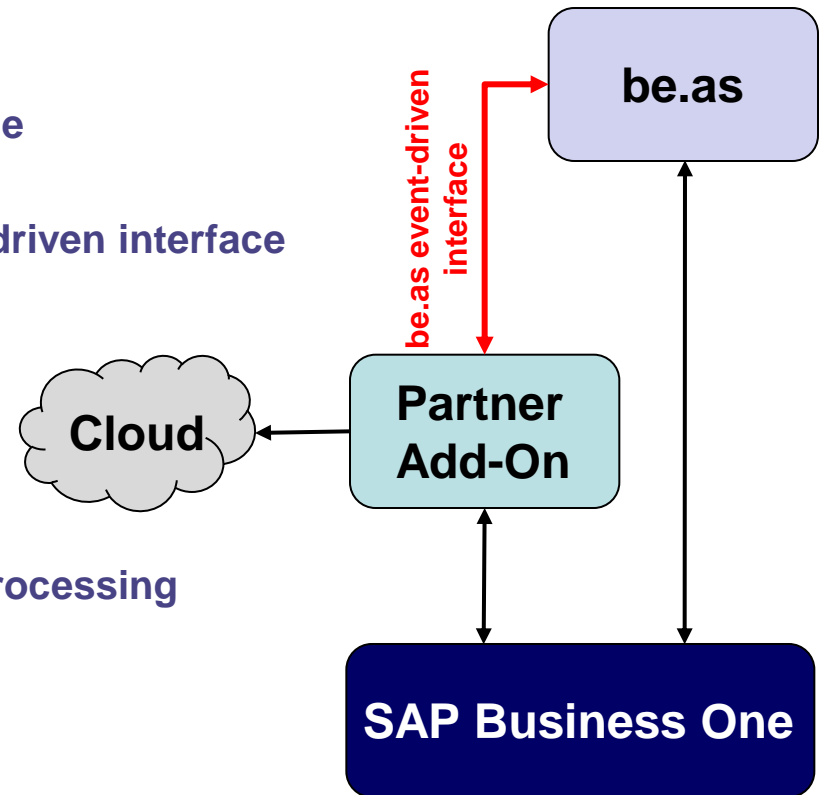 be.as
be.as event-driven
interface
e
driven interface
Partner
Add-On
Cloud
rocessing
SAP Business One